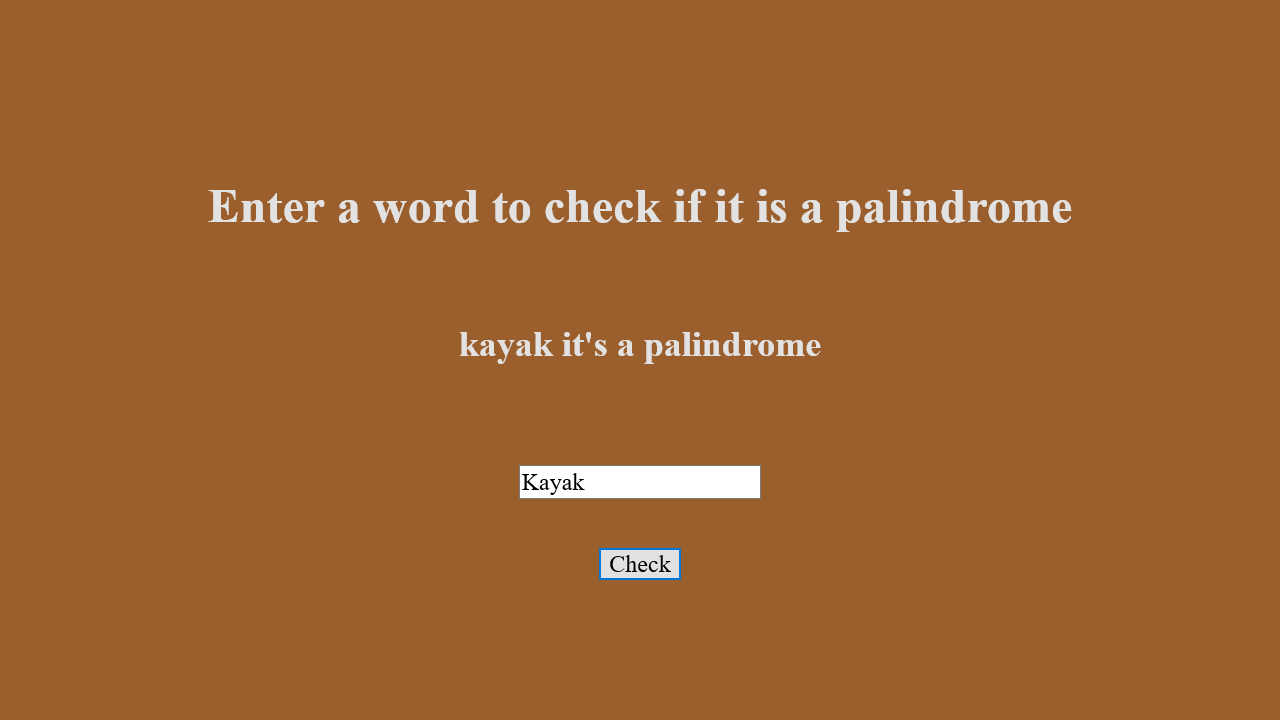 Enter a word to check if it is a palindrome
kayak it's a palindrome
Kayak
Check